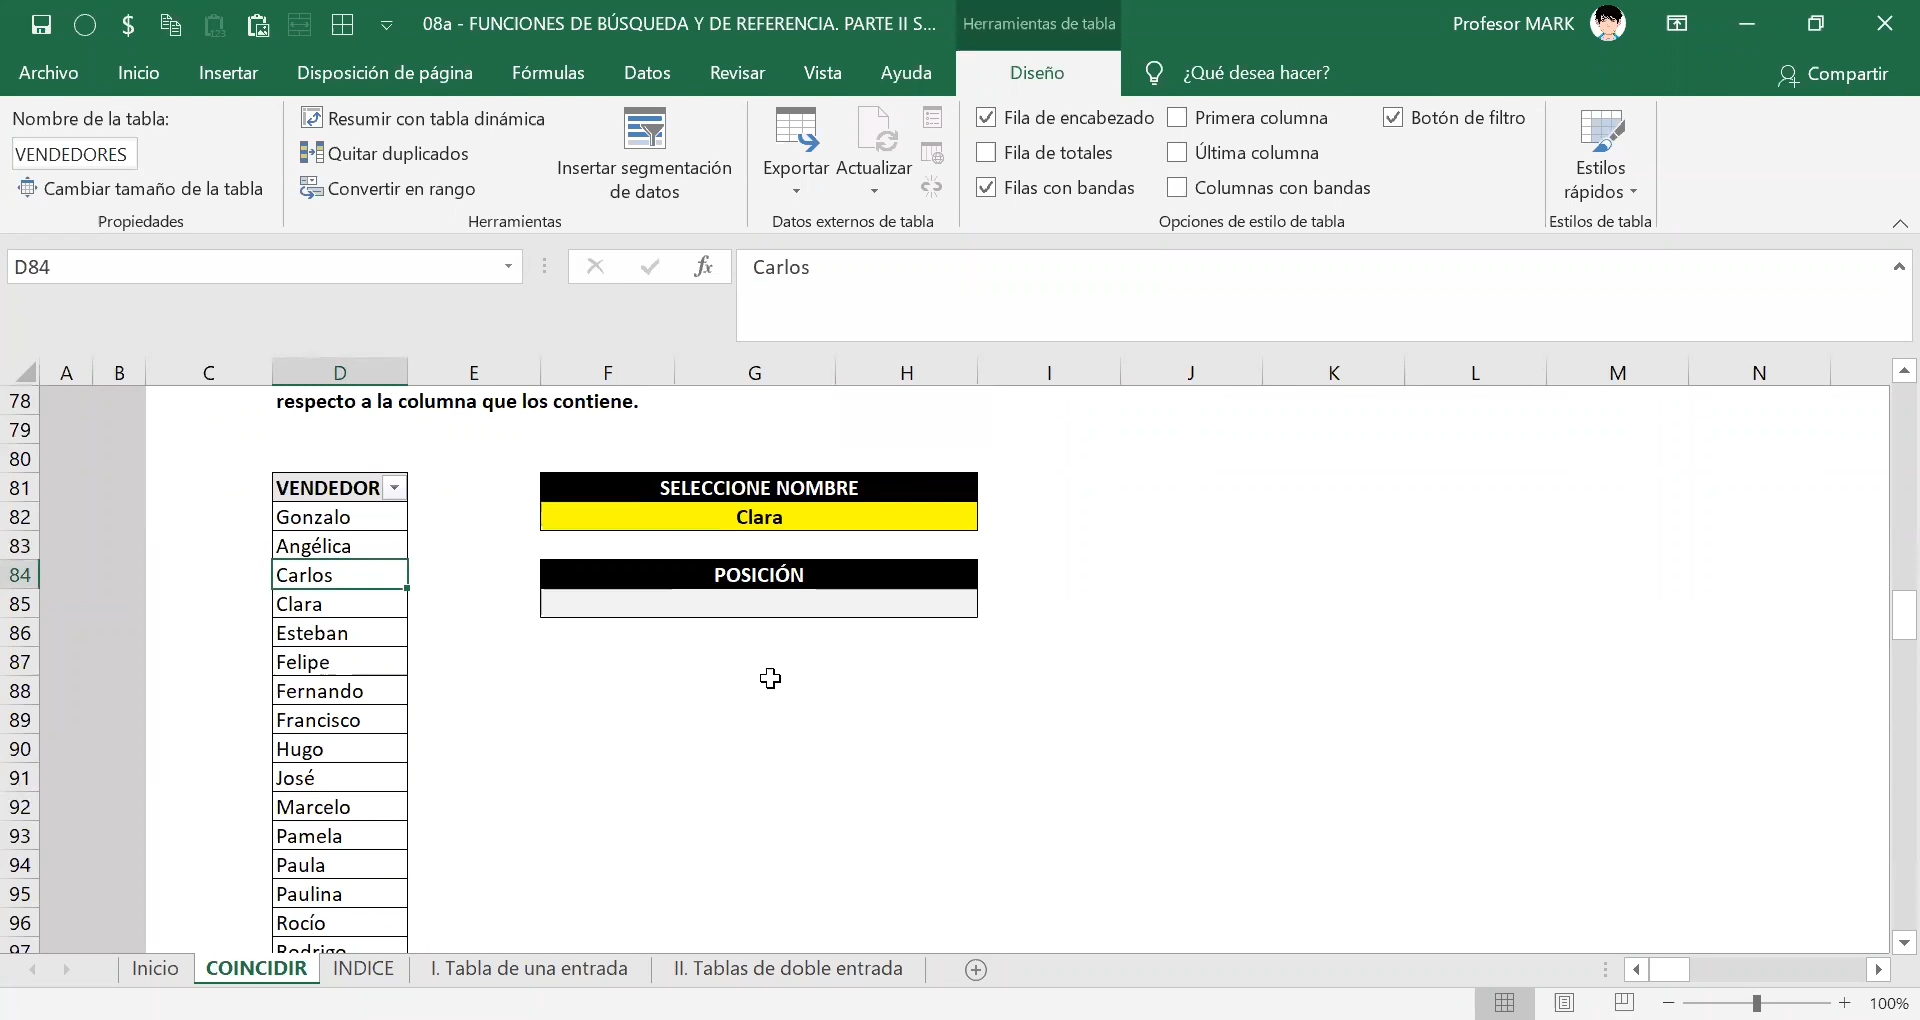 08a - FUNCIONES DE BÚSQUEDA Y DE REFERENCIA. PARTE II S...
Herramientas de tabla
Profesor MARK
Archivo
Inicio
Insertar
Disposición de página
Fórmulas
Datos
Revisar
Vista
Ayuda
Diseño
¿Qué desea hacer?
Compartir
Nombre de la tabla:
VENDEDORES
Cambiar tamaño de la tabla
Propiedades
Resumir con tabla dinámica
Quitar duplicados
Convertir en rango
Insertar segmentación
de datos
Herramientas
Exportar
Actualizar
Datos externos de tabla
Fila de encabezado
Primera columna
Botón de filtro
Fila de totales
Última columna
Filas con bandas
Columnas con bandas
Opciones de estilo de tabla
Estilos
rápidos
Estilos de tabla
D84
fx
Carlos
A B C D E F G H I J K L M N
78 respecto a la columna que los contiene.
79
80
81 VENDEDOR SELECCIONE NOMBRE
82 Gonzalo Clara
83 Angélica
84 Carlos POSICIÓN
85 Clara
86 Esteban
87 Felipe
88 Fernando
89 Francisco
90 Hugo
91 José
92 Marcelo
93 Pamela
94 Paula
95 Paulina
96 Rocío
97 Rodrigo
Inicio
COINCIDIR
INDICE
I. Tabla de una entrada
II. Tablas de doble entrada
100%